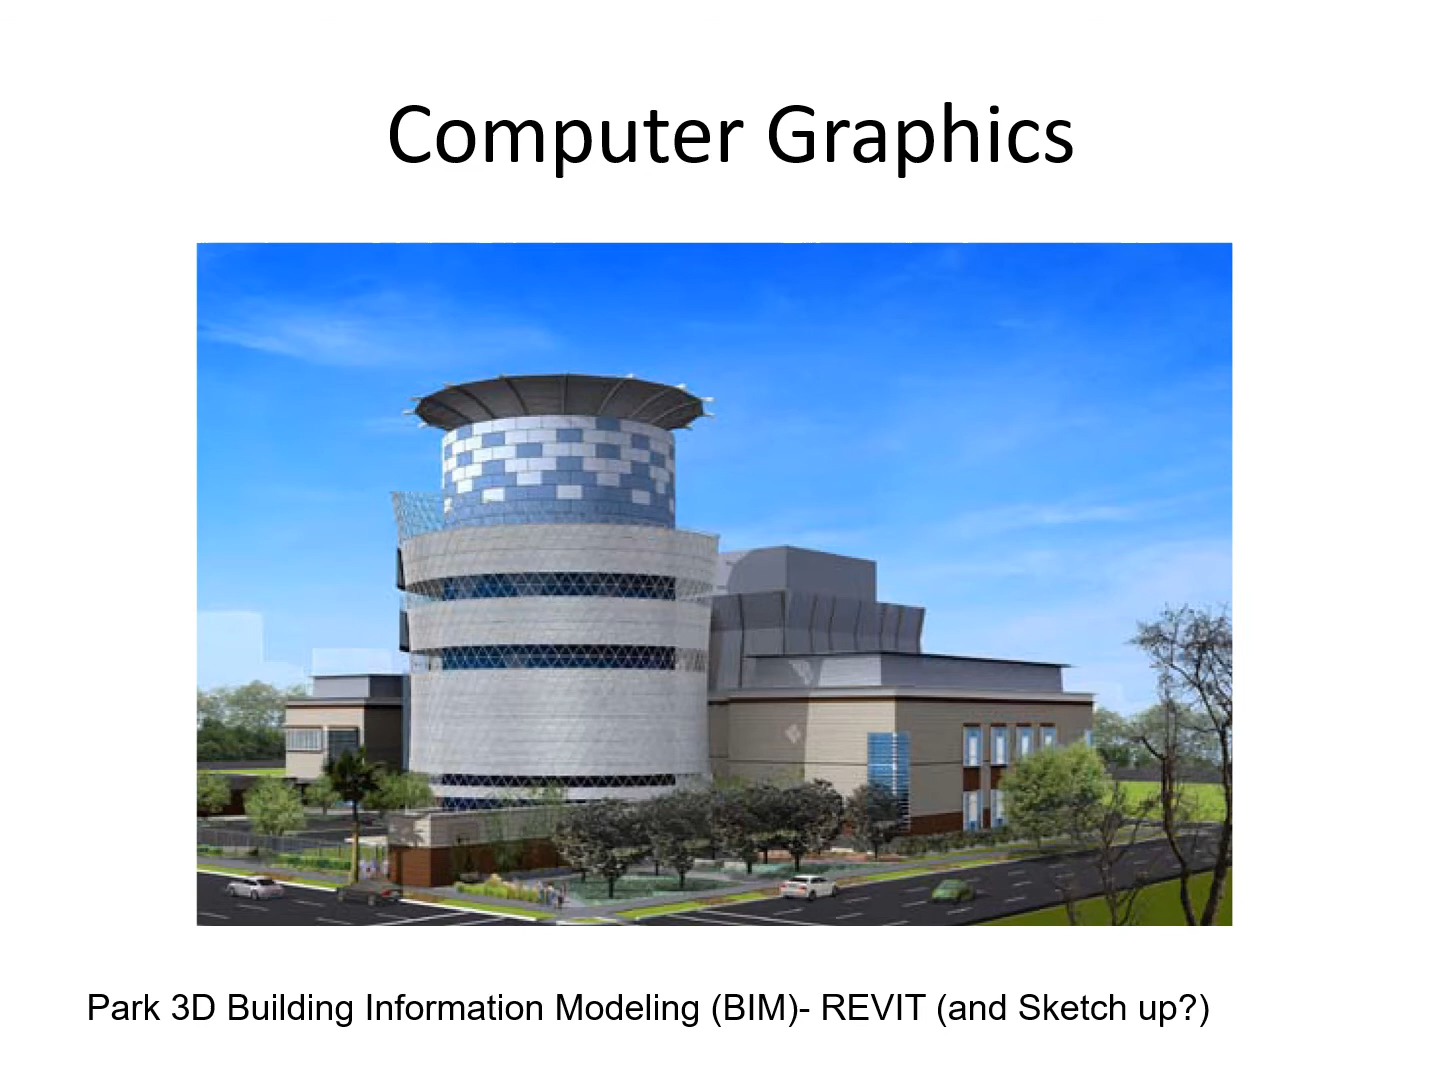 Computer Graphics
Park 3D Building Information Modeling (BIM)- REVIT (and Sketch up?)